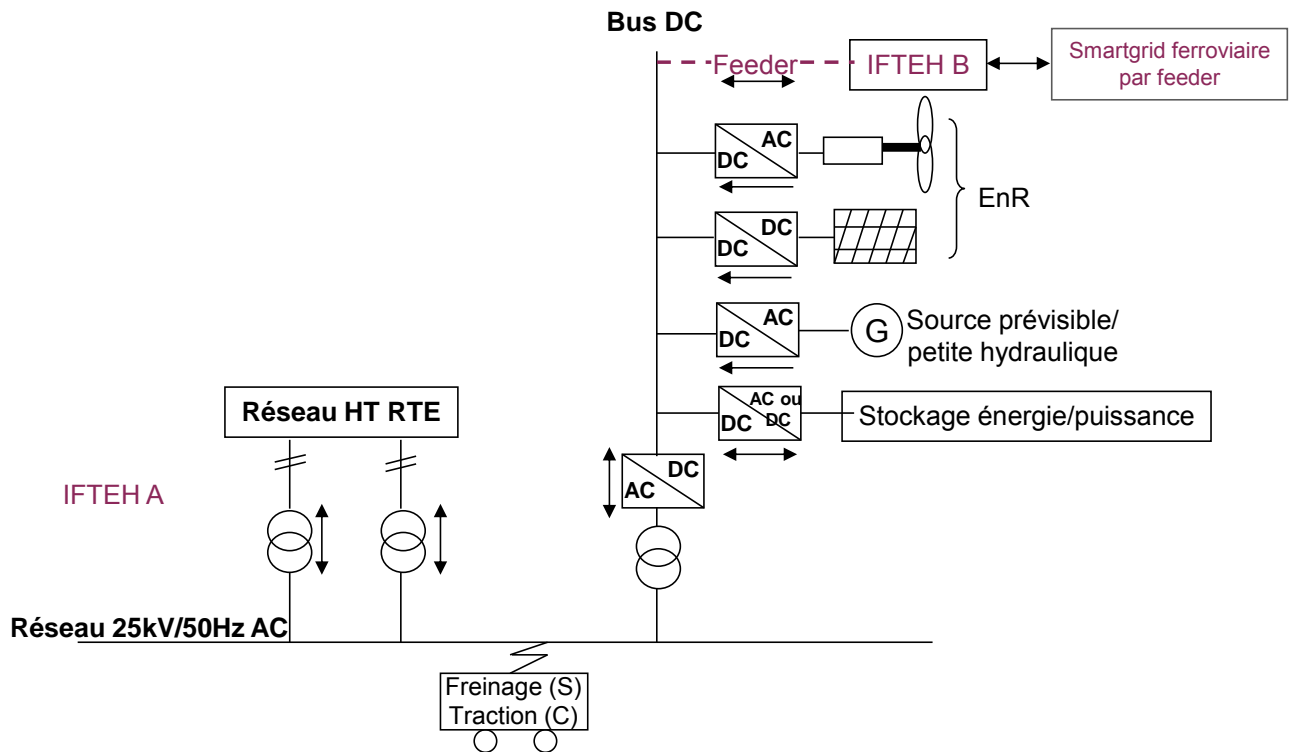 Bus DC
Feeder
IFTEH B
Smartgrid ferroviaire
par feeder
AC
DC
EnR
DC
DC
AC
DC
G
Source prévisible/
petite hydraulique
AC ou
DC
DC
Stockage énergie/puissance
Réseau HT RTE
DC
AC
IFTEH A
Réseau 25kV/50Hz AC
Freinage (S)
Traction (C)